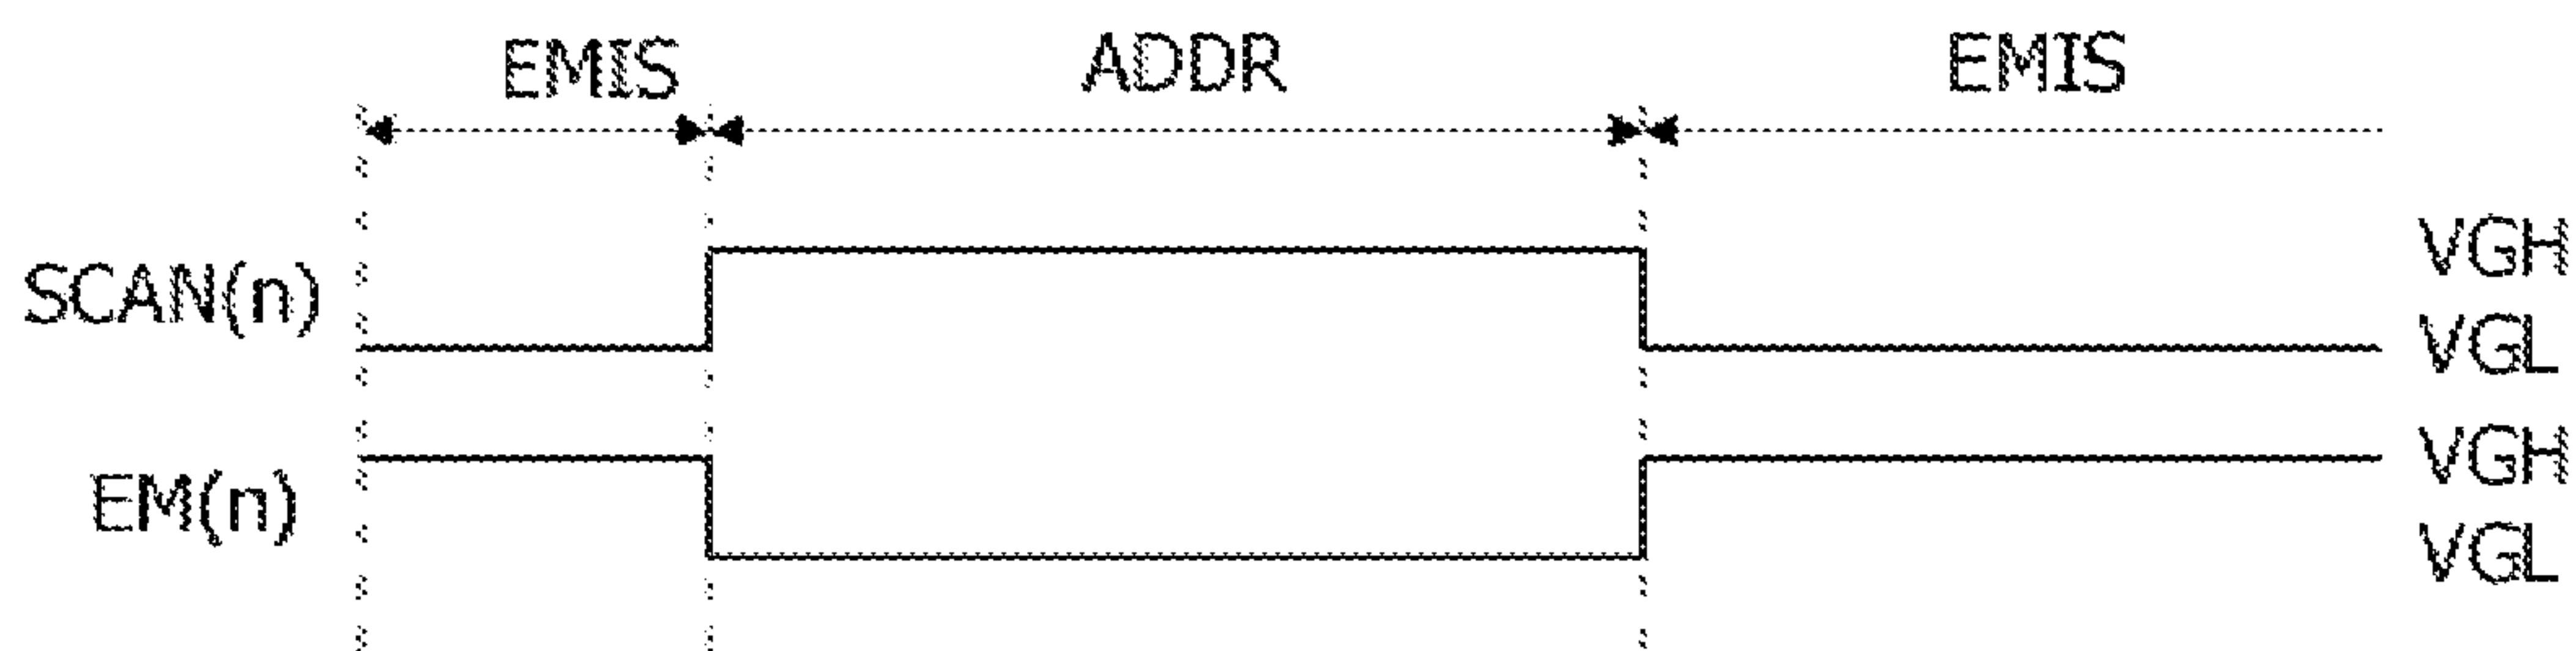 EMIS ADDR EMIS
VGH
SCAN(n)
VGL
VGH
EM(n)
VGL